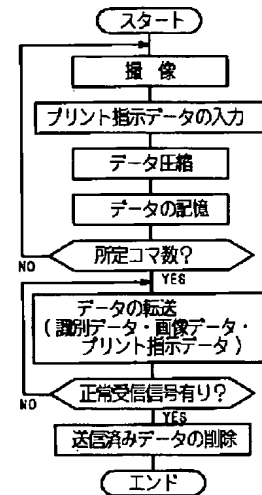 スタート
撮 像
プリント指示データの入力
データ圧縮
データの記憶
所定コマ数?
NO
YES
データの転送
(識別データ・画像データ・
プリント指示データ)
正常受信信号有り?
NO
YES
送信済みデータの削除
エンド